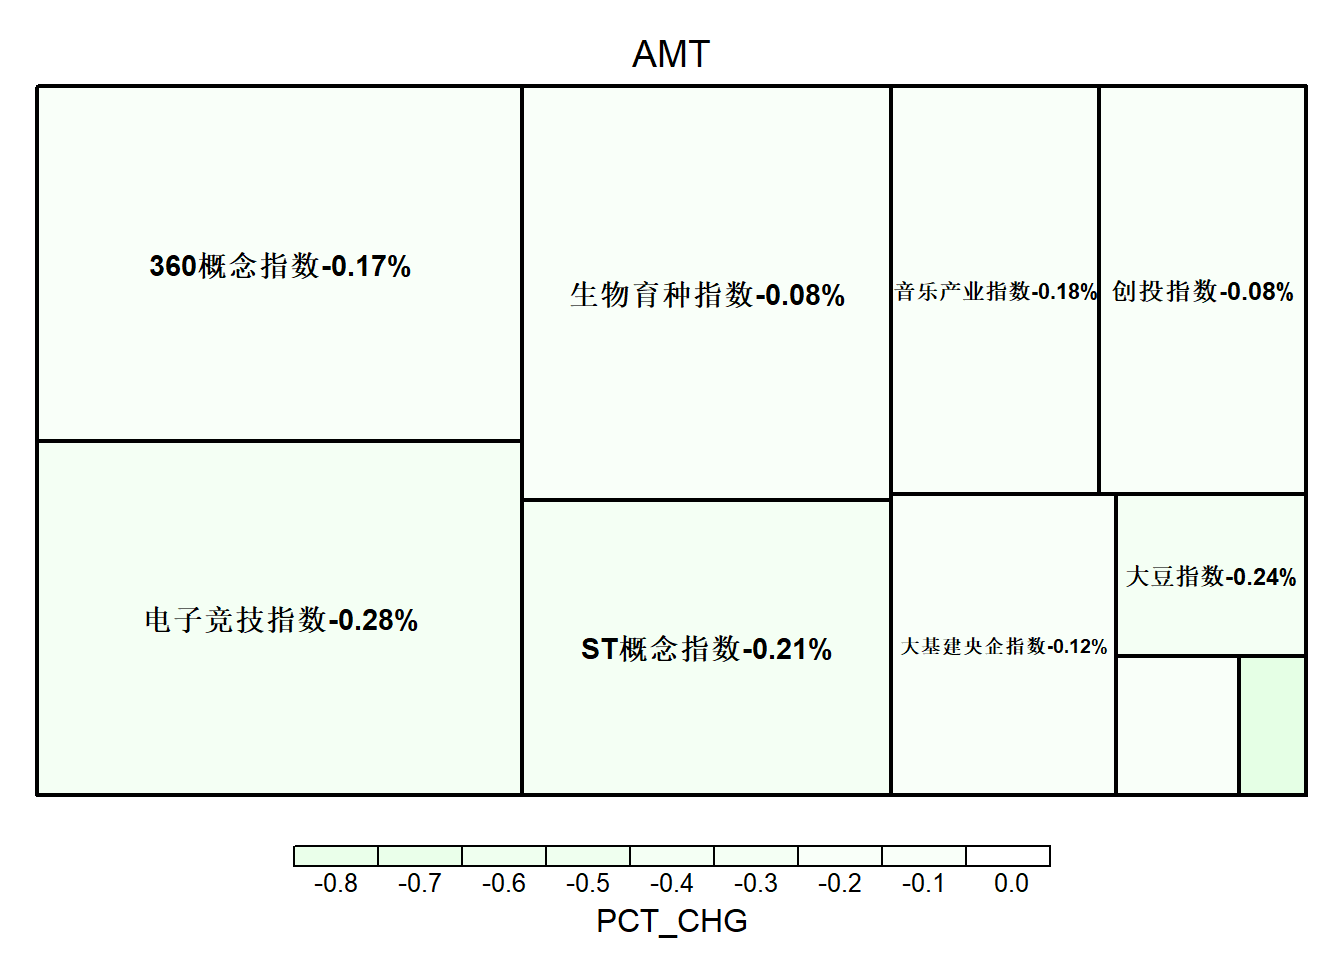 AMT
360概念指数-0.17%
生物育种指数-0.08%
音乐产业指数-0.18%
创投指数-0.08%
电子竞技指数-0.28%
ST概念指数-0.21%
大基建央企指数-0.12%
大豆指数-0.24%
-0.8 -0.7 -0.6 -0.5 -0.4 -0.3 -0.2 -0.1 0.0
PCT_CHG